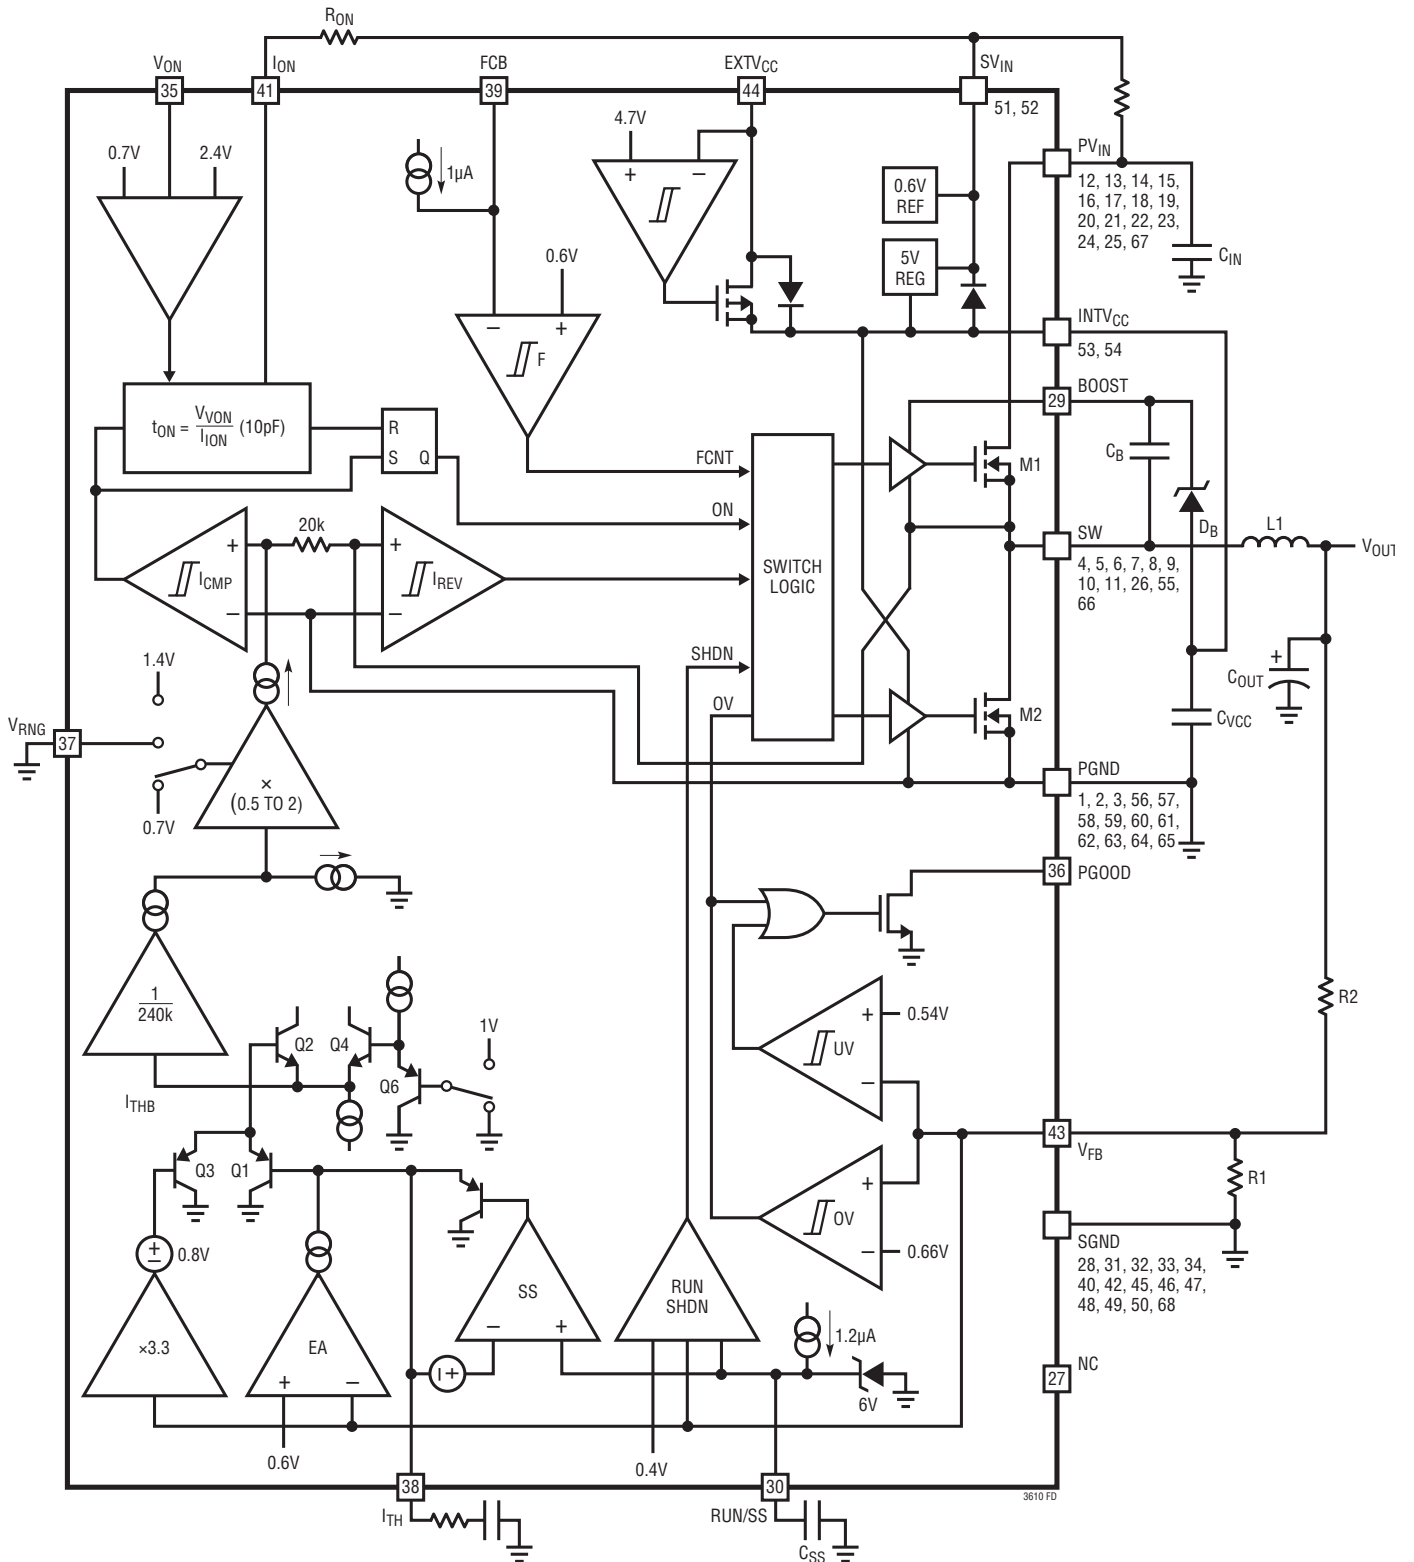 RON
VON
ION
FCB
EXTVCC
SVIN
35
41
39
44
51, 52
0.7V
2.4V
1µA
4.7V
+
–
0.6V
REF
5V
REG
PVIN
12, 13, 14, 15,
16, 17, 18, 19,
20, 21, 22, 23,
24, 25, 67
CIN
0.6V
–
+
F
INTVCC
53, 54
BOOST
29
tON = VVON/IION (10pF)
R
S Q
FCNT
ON
SWITCH
LOGIC
SHDN
OV
M1
CB
DB
SW
4, 5, 6, 7, 8, 9,
10, 11, 26, 55,
66
L1
VOUT
20k
+
–
ICMP
+
–
IREV
1.4V
VRNG
37
0.7V
×
(0.5 TO 2)
M2
+
COUT
CVCC
PGND
1, 2, 3, 56, 57,
58, 59, 60, 61,
62, 63, 64, 65
36
PGOOD
1
240k
Q2
Q4
Q6
1V
ITHB
Q3
Q1
+
0.54V
UV
–
R2
43
VFB
+
OV
–
0.66V
R1
SGND
28, 31, 32, 33, 34,
40, 42, 45, 46, 47,
48, 49, 50, 68
+
–
0.8V
×3.3
EA
+
–
SS
–
+
+
–
RUN
SHDN
1.2µA
6V
NC
27
0.6V
0.4V
38
ITH
30
RUN/SS
CSS
3610 FD